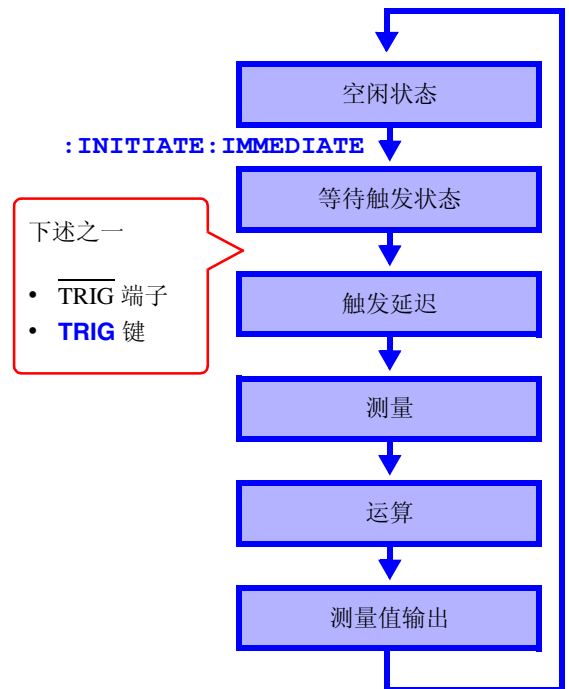 空闲状态
:INITIATE:IMMEDIATE
等待触发状态
下述之一
• TRIG 端子
• TRIG 键
触发延迟
测量
运算
测量值输出